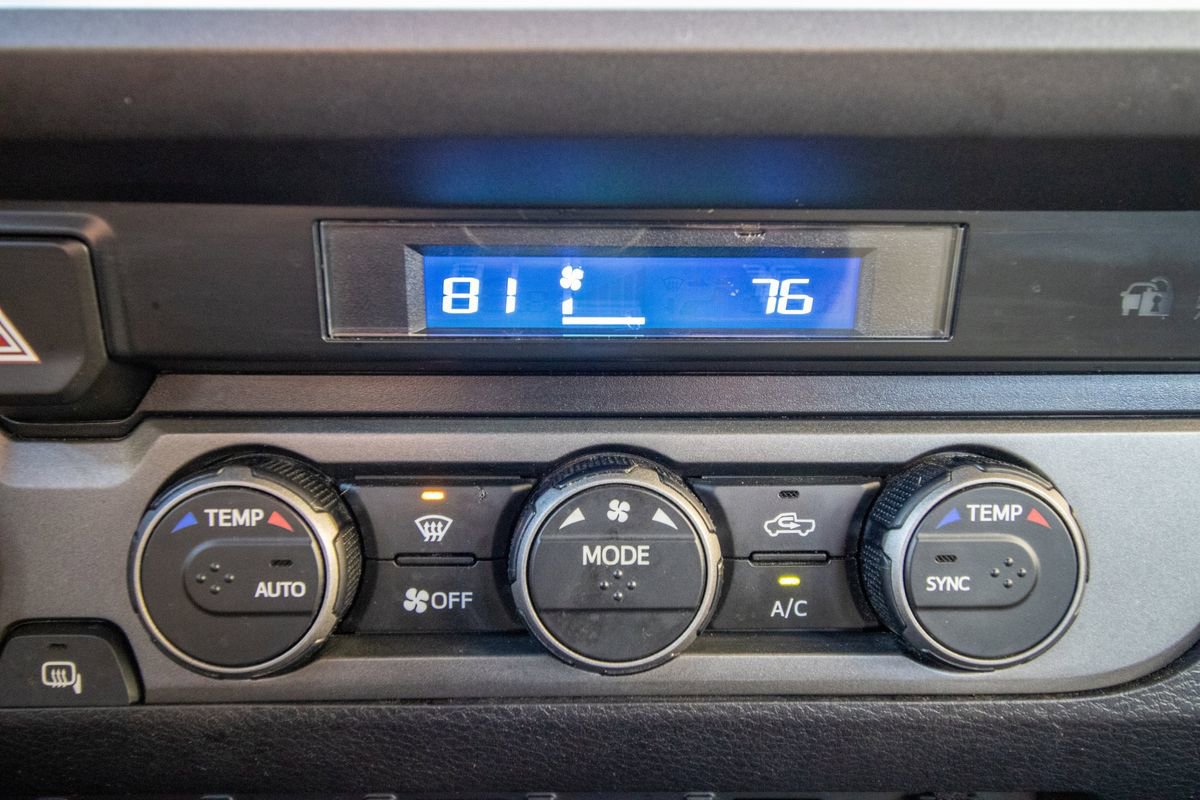 81 76
TEMP
AUTO
OFF
MODE
A/C
TEMP
SYNC